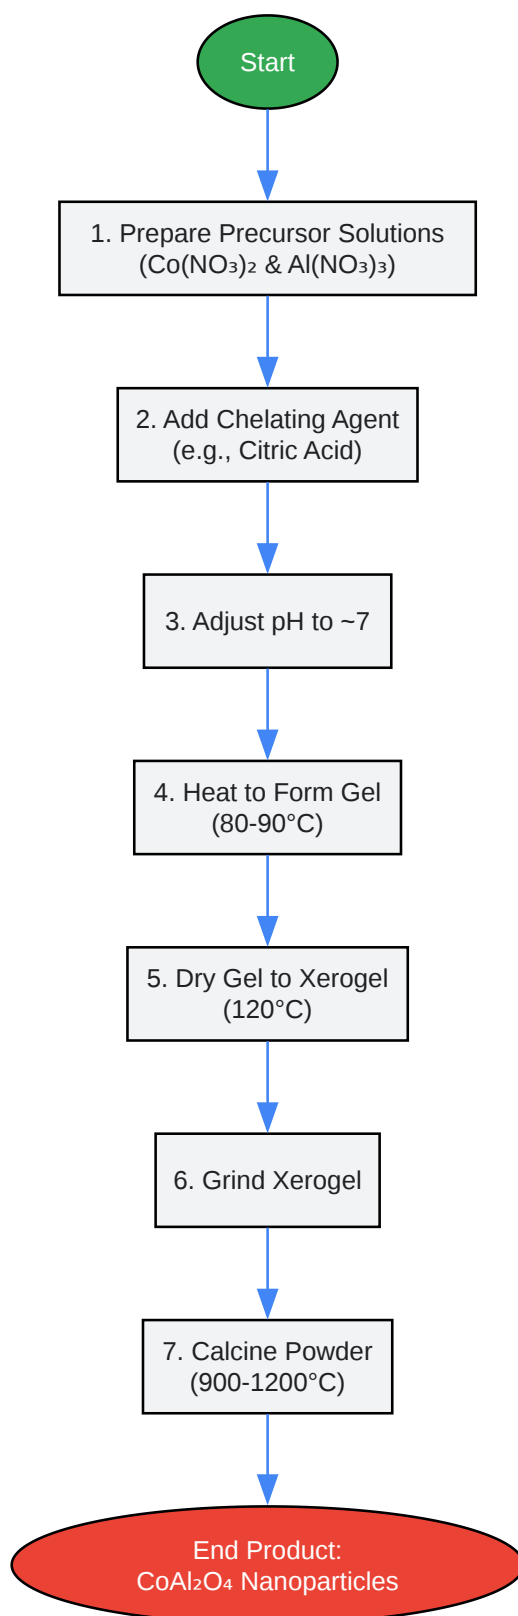 Start
1. Prepare Precursor Solutions
(Co(NO₃)₂ & Al(NO₃)₃)
2. Add Chelating Agent
(e.g., Citric Acid)
3. Adjust pH to ~7
4. Heat to Form Gel
(80-90°C)
5. Dry Gel to Xerogel
(120°C)
6. Grind Xerogel
7. Calcine Powder
(900-1200°C)
End Product:
CoAl₂O₄ Nanoparticles